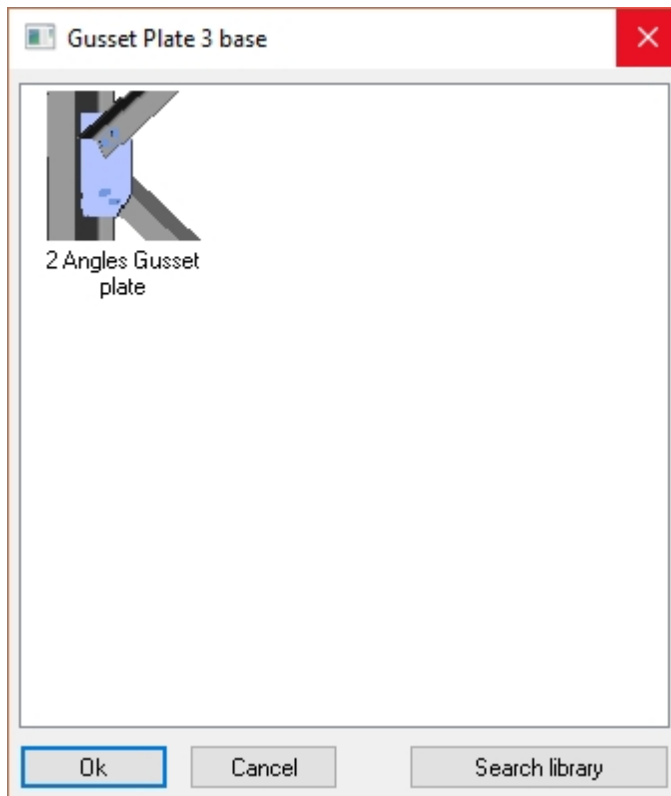 Gusset Plate 3 base
2 Angles Gusset
plate
Ok
Cancel
Search library